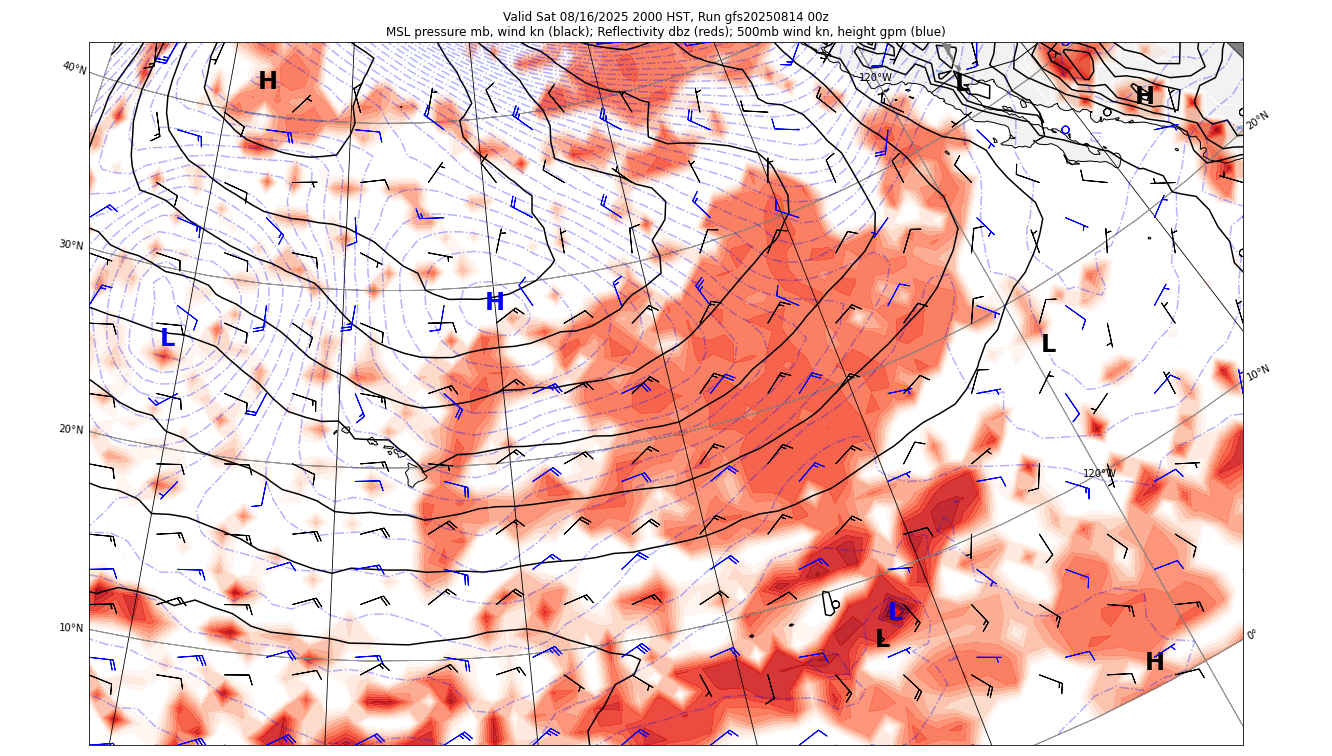 Valid Sat 08/16/2025 2000 HST, Run gfs20250814 00z
MSL pressure mb, wind kn (black); Reflectivity dbz (reds); 500mb wind kn, height gpm (blue)
40°N
H
120°W
L
H
20°N
30°N
H
L
L
10°N
20°N
120°W
10°N
L
L
H
0°